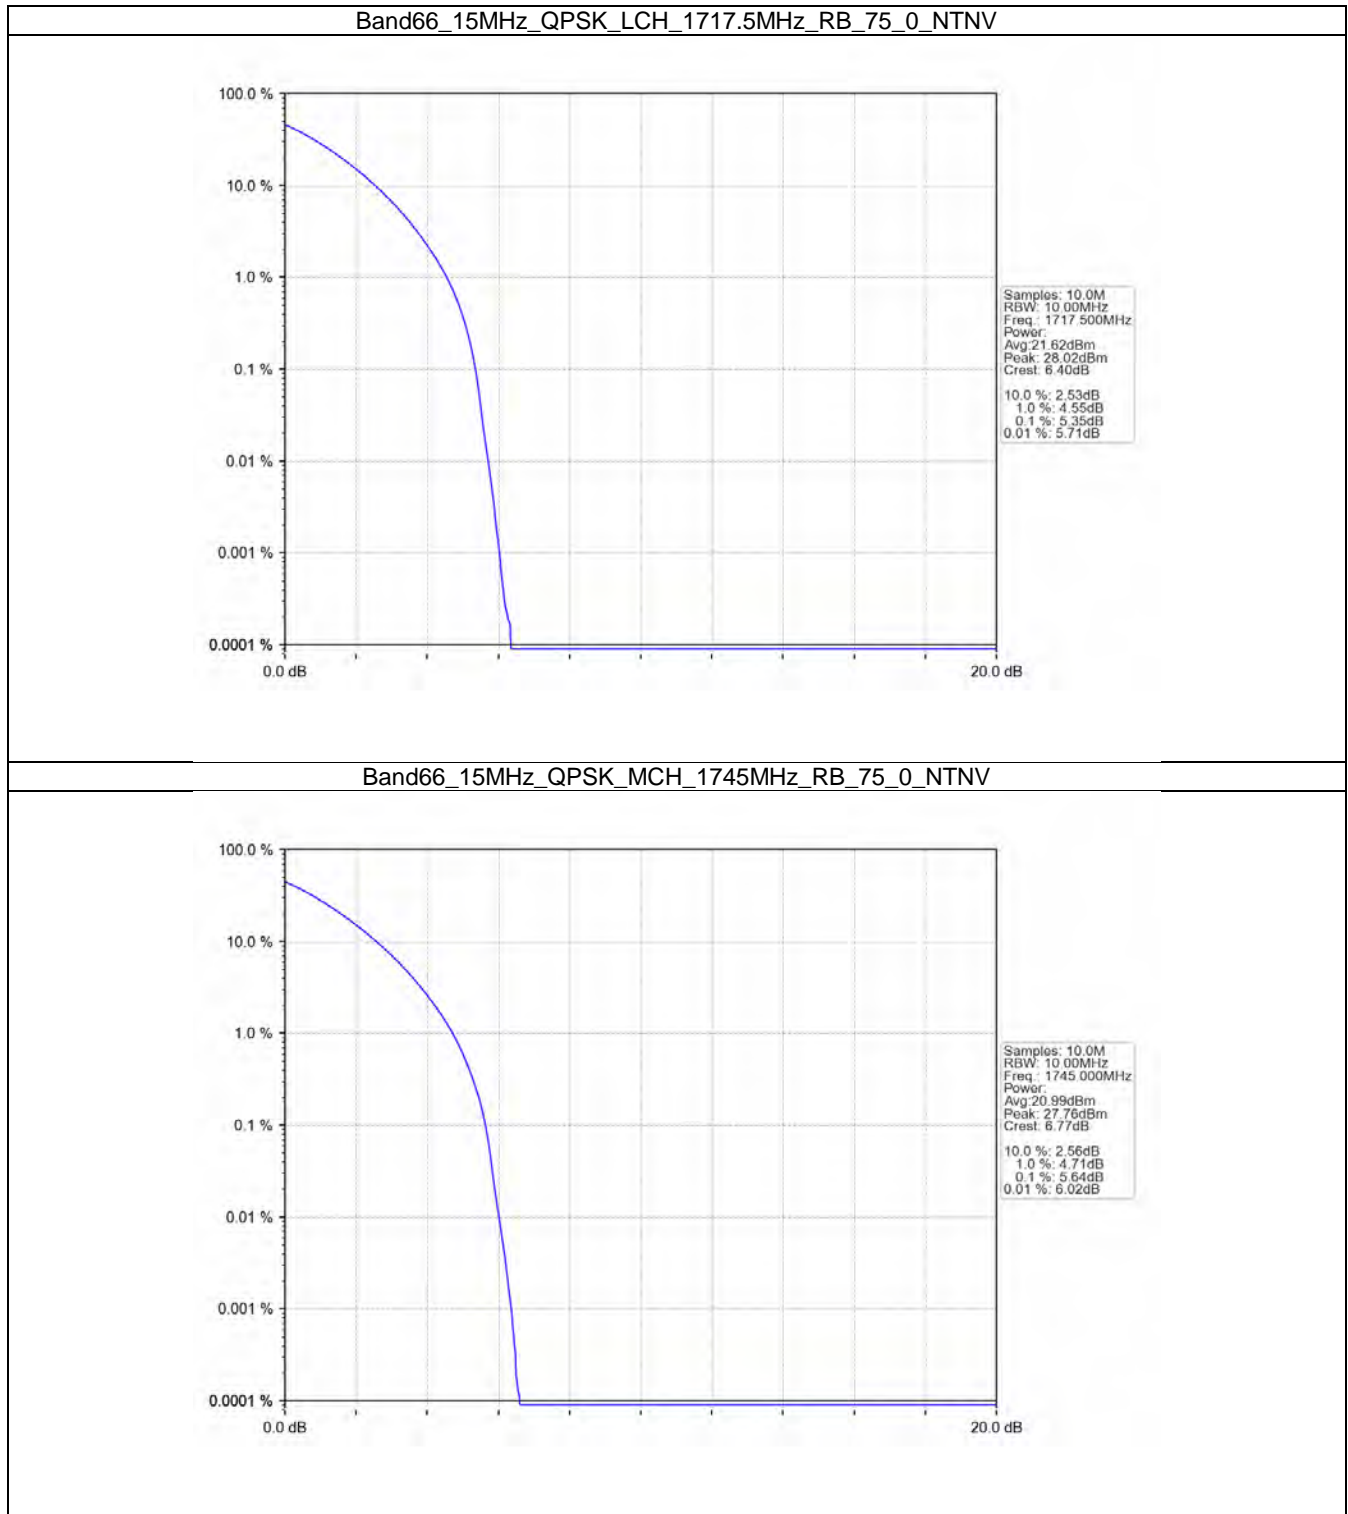 Band66_15MHz_QPSK_LCH_1717.5MHz_RB_75_0_NTNV
100.0 %
10.0 %
1.0 %
0.1 %
0.01 %
0.001 %
0.0001 %
0.0 dB
20.0 dB
Samples: 10.0M
RBW: 10.00MHz
Freq.: 1717.500MHz
Power:
Avg:21.62dBm
Peak: 28.02dBm
Crest: 6.40dB
10.0 %: 2.53dB
1.0 %: 4.55dB
0.1 %: 5.35dB
0.01 %: 5.71dB
Band66_15MHz_QPSK_MCH_1745MHz_RB_75_0_NTNV
100.0 %
10.0 %
1.0 %
0.1 %
0.01 %
0.001 %
0.0001 %
0.0 dB
20.0 dB
Samples: 10.0M
RBW: 10.00MHz
Freq.: 1745.000MHz
Power:
Avg:20.99dBm
Peak: 27.76dBm
Crest: 6.77dB
10.0 %: 2.56dB
1.0 %: 4.71dB
0.1 %: 5.64dB
0.01 %: 6.02dB